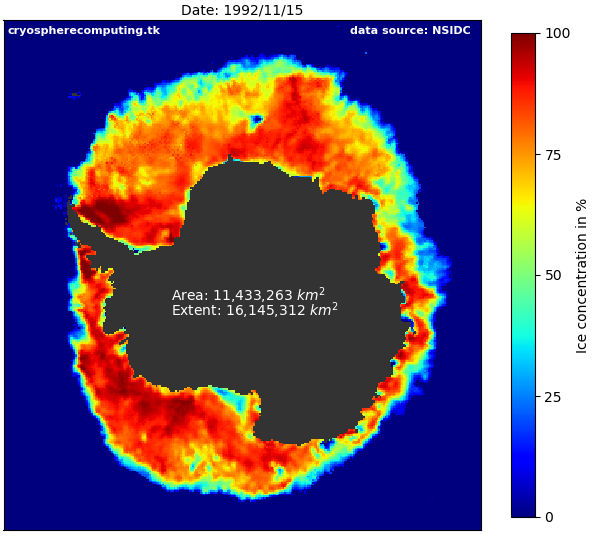 Date: 1992/11/15
cryospherecomputing.tk
data source: NSIDC
100
75
50
25
0
Ice concentration in %
Area: 11,433,263 km²
Extent: 16,145,312 km²